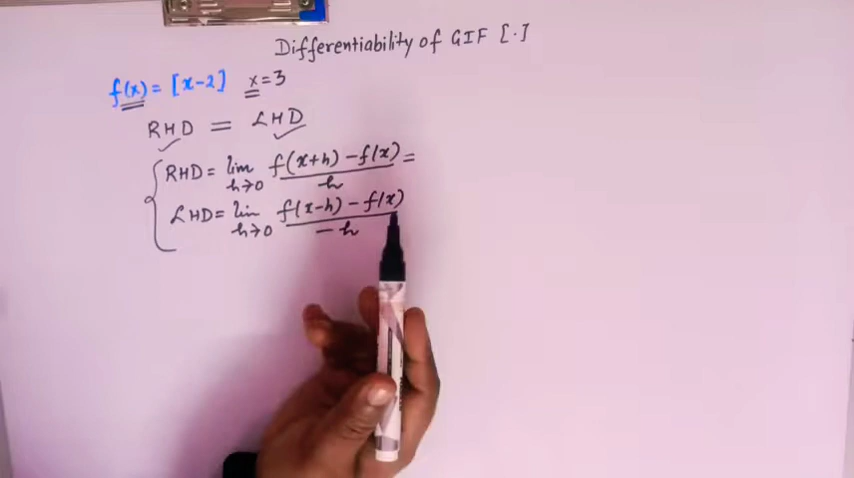 Differentiability of GIF [·]
f(x) = [x-2] x=3
RHD = LHD
RHD = lim h→0 f(x+h) - f(x) / h =
LHD = lim h→0 f(x-h) - f(x) / -h